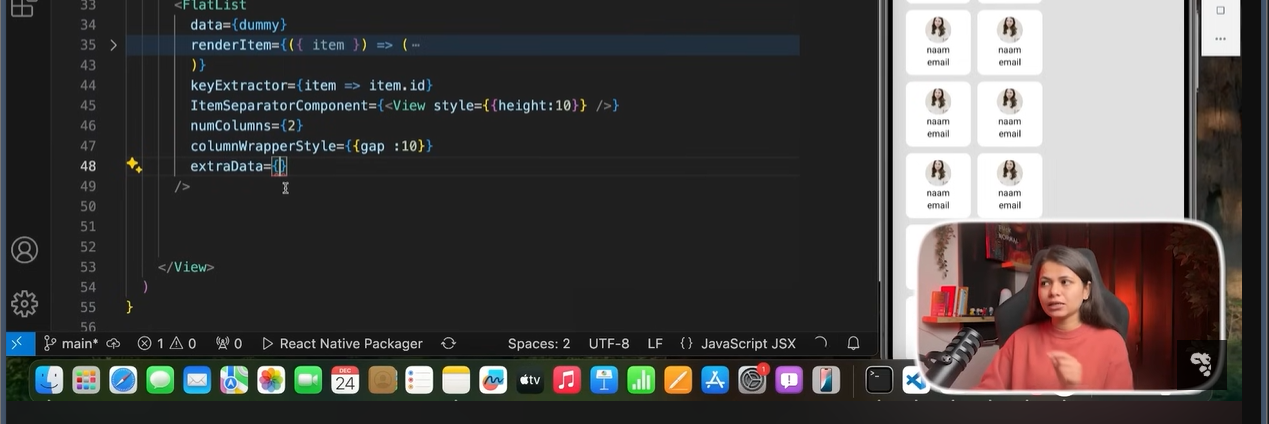 33 <FlatList
34 data={dummy}
35 renderItem={({ item }) => ( ⋯
43 )}
44 keyExtractor={item => item.id}
45 ItemSeparatorComponent={<View style={{height:10}} />}
46 numColumns={2}
47 columnWrapperStyle={{gap :10}}
48 extraData={}
49 />
50
51
52
53 </View>
54 )
55 }
56
main* 1 0 0 React Native Packager Spaces: 2 UTF-8 LF {} JavaScript JSX
DEC
24
tv
1
naam naam
email email
naam naam
email email
naam naam
email email